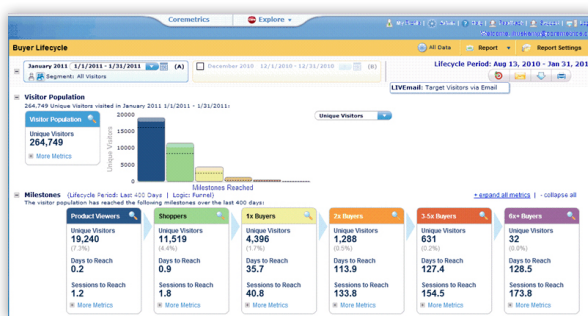 Coremetrics
Explore
Buyer Lifecycle
All Data
Report
Report Settings
January 2011 1/1/2011 - 1/31/2011 (A)
Segment: All Visitors
December 2010 12/1/2010 - 12/31/2010 (B)
Lifecycle Period: Aug 13, 2010 - Jan 31, 201
LIVEmail: Target Visitors via Email
Visitor Population
264,749 Unique Visitors visited in January 2011 1/1/2011 - 1/31/2011:
Visitor Population
Unique Visitors
264,749
More Metrics
Unique Visitors
20000
15000
10000
5000
0
Milestones Reached
Unique Visitors
Milestones (Lifecycle Period: Last 400 Days | Logic: Funnel)
+ expand all metrics | - collapse all
The visitor population has reached the following milestones over the last 400 days:
Product Viewers
Unique Visitors
19,240
(7.3%)
Days to Reach
0.2
Sessions to Reach
1.2
More Metrics
Shoppers
Unique Visitors
11,519
(4.4%)
Days to Reach
0.9
Sessions to Reach
1.8
More Metrics
1x Buyers
Unique Visitors
4,396
(1.7%)
Days to Reach
35.7
Sessions to Reach
40.8
More Metrics
2x Buyers
Unique Visitors
1,288
(0.5%)
Days to Reach
113.9
Sessions to Reach
133.8
More Metrics
3-5x Buyers
Unique Visitors
631
(0.2%)
Days to Reach
127.4
Sessions to Reach
154.5
More Metrics
6x+ Buyers
Unique Visitors
32
(0.0%)
Days to Reach
128.5
Sessions to Reach
173.8
More Metrics